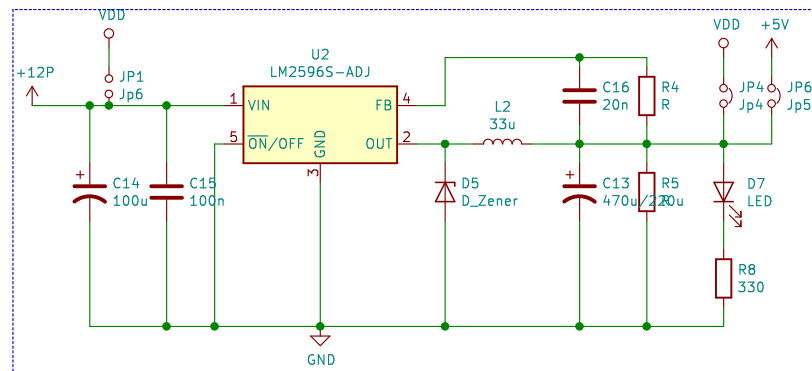 VDD
+12P
JP1
Jp6
U2
LM2596S-ADJ
1
VIN
FB
4
5
ON/OFF
GND
OUT
2
3
L2
33u
C16
20n
R4
R
VDD
+5V
JP4
Jp4
JP6
Jp5
+
C14
100u
C15
100n
D5
D_Zener
+
C13
470u/220u
R5
R
D7
LED
R8
330
GND